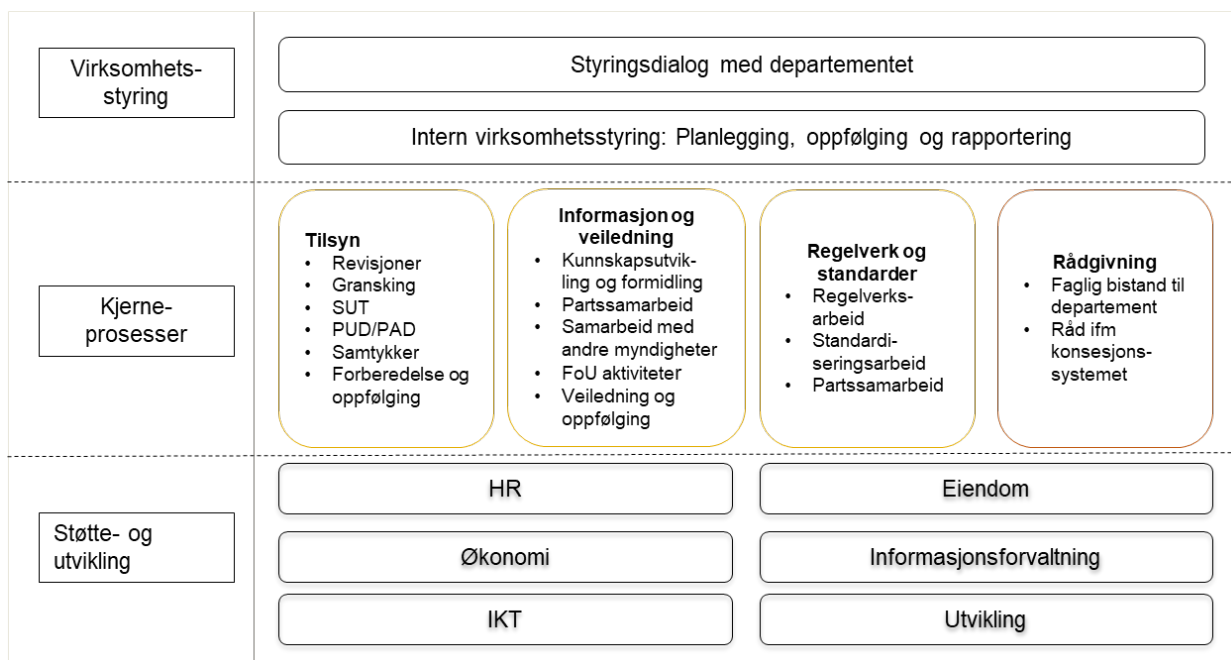 Virksomhets-
styring
Styringsdialog med departementet
Intern virksomhetsstyring: Planlegging, oppfølging og rapportering
Kjerne-
prosesser
Tilsyn
• Revisjoner
• Gransking
• SUT
• PUD/PAD
• Samtykker
• Forberedelse og
oppfølging
Informasjon og
veiledning
• Kunnskapsutvik-
ling og formidling
• Partssamarbeid
• Samarbeid med
andre myndigheter
• FoU aktiviteter
• Veiledning og
oppfølging
Regelverk og
standarder
• Regelverks-
arbeid
• Standardi-
seringsarbeid
• Partssamarbeid
Rådgivning
• Faglig bistand til
departement
• Råd ifm
konsesjons-
systemet
Støtte- og
utvikling
HR
Eiendom
Økonomi
Informasjonsforvaltning
IKT
Utvikling